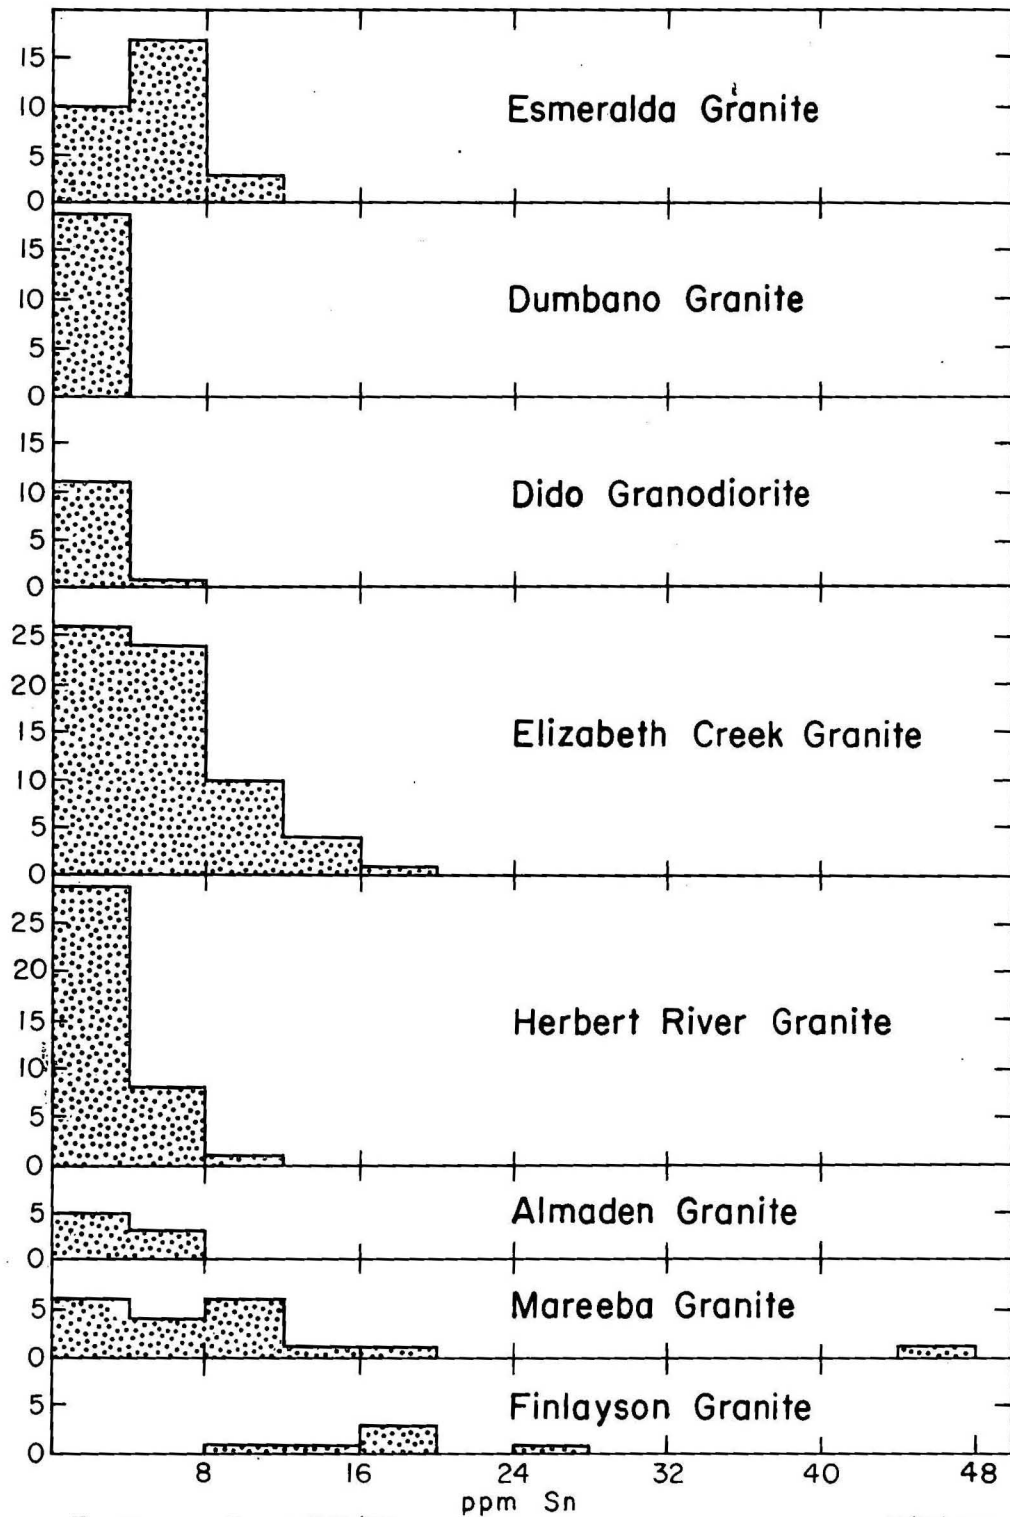 15
10 Esmeralda Granite
5
0
15
10 Dumbano Granite
5
0
15
10 Dido Granodiorite
5
0
25
20
15 Elizabeth Creek Granite
10
5
0
25
20
15 Herbert River Granite
10
5
0
5 Almaden Granite
0
5 Mareeba Granite
0
5 Finlayson Granite
0
8 16 24 32 40 48
ppm Sn